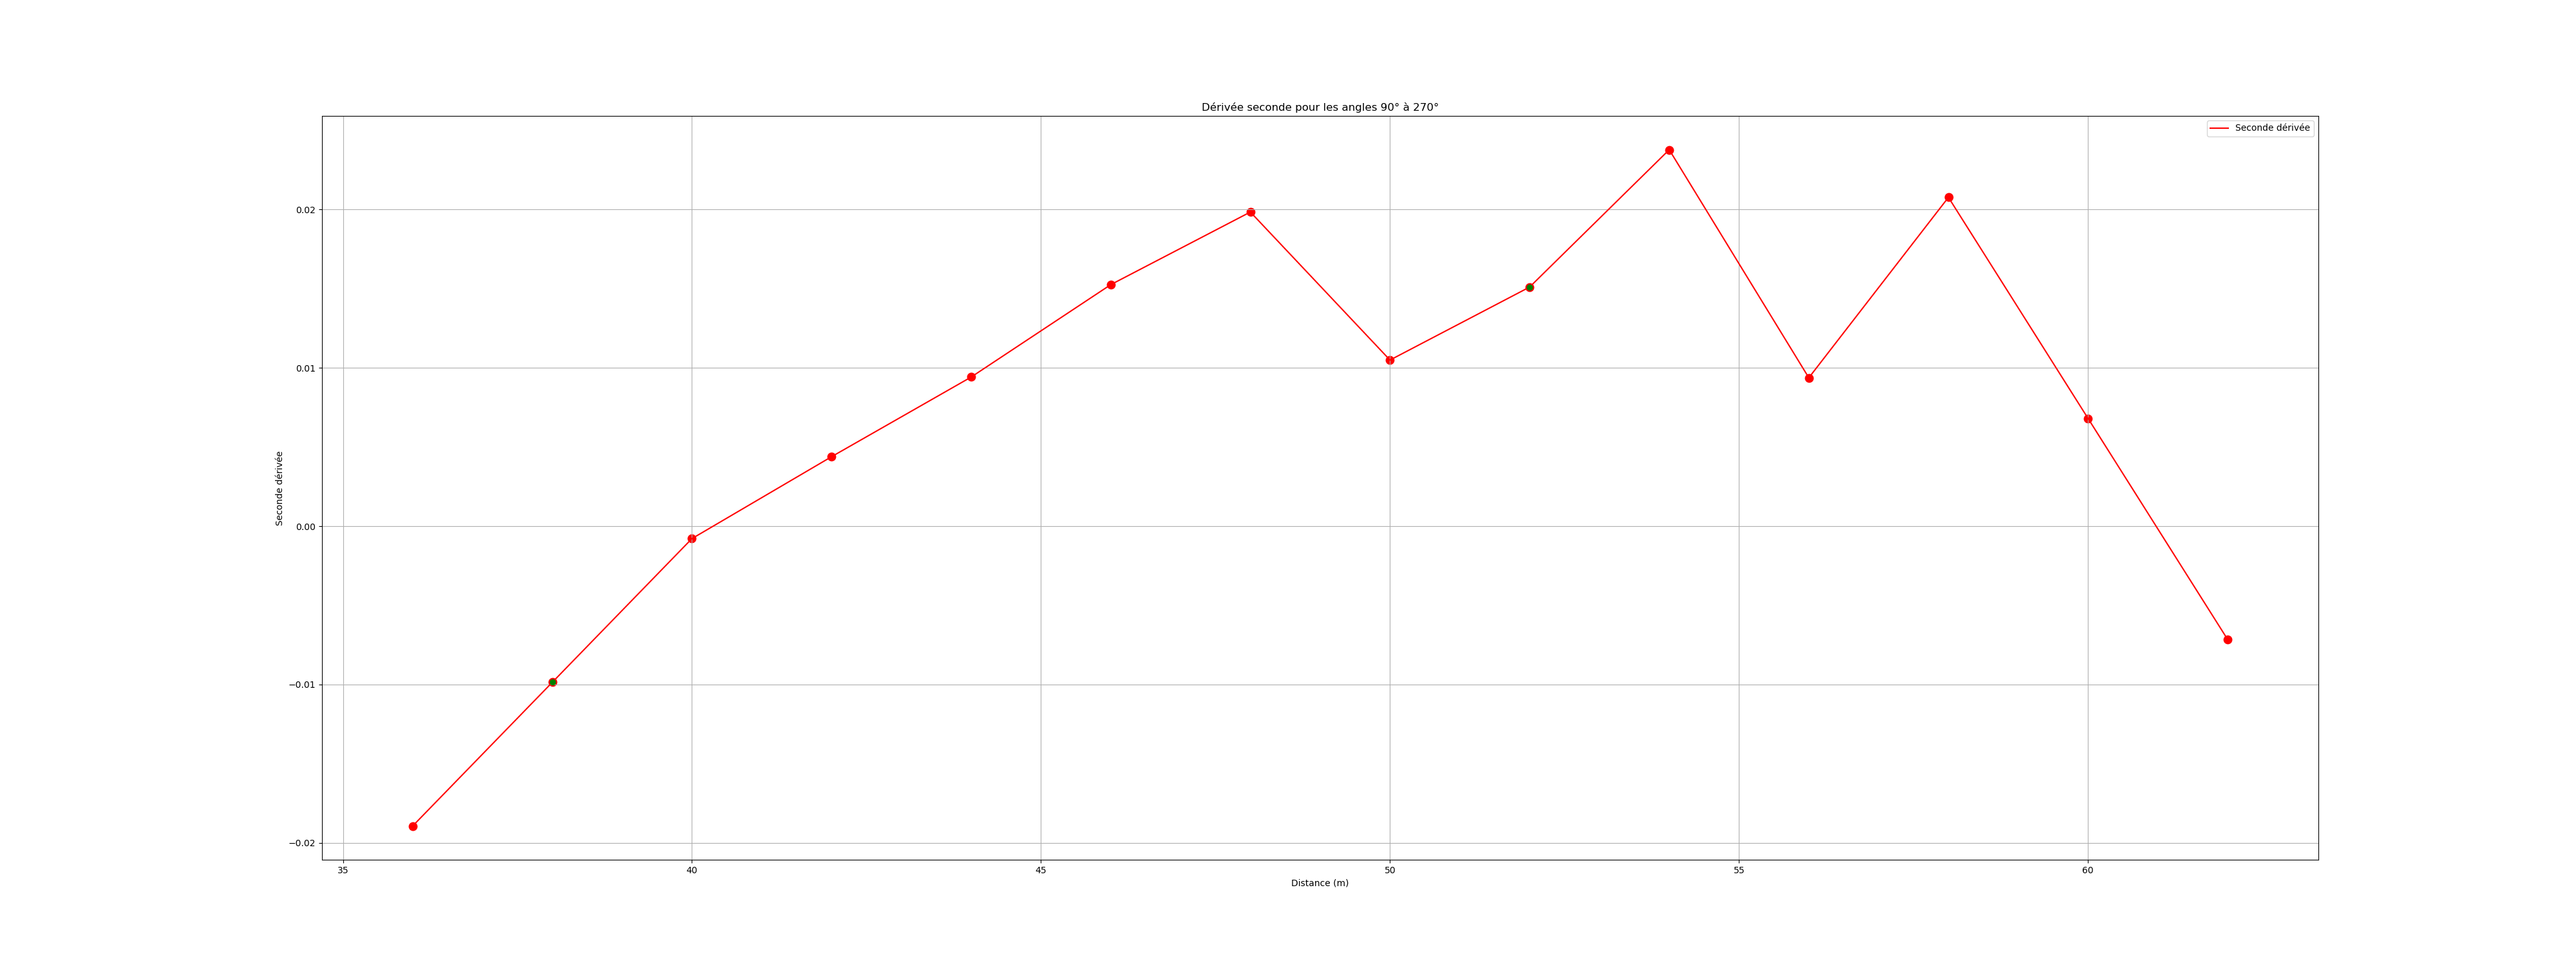 Dérivée seconde pour les angles 90° à 270°
Seconde dérivée
0.02
0.01
0.00
−0.01
−0.02
Seconde dérivée
35 40 45 50 55 60
Distance (m)